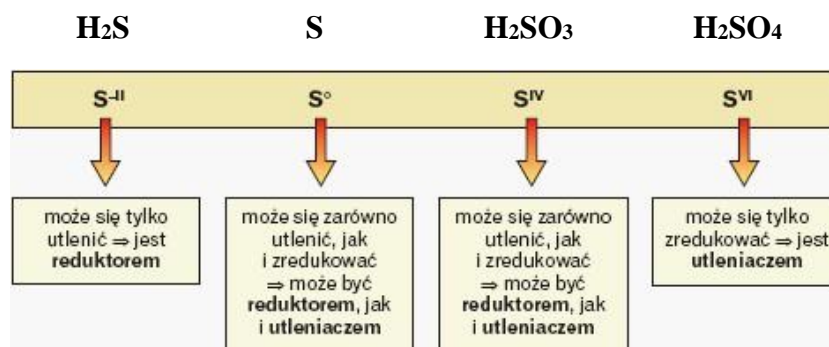 H₂S S H₂SO₃ H₂SO₄
S⁻ᴵᴵ S° Sᴵⱽ Sⱽᴵ
może się tylko
utlenić ⇒ jest
reduktorem
może się zarówno
utlenić, jak
i zredukować
⇒ może być
reduktorem, jak
i utleniaczem
może się zarówno
utlenić, jak
i zredukować
⇒ może być
reduktorem, jak
i utleniaczem
może się tylko
zredukować ⇒ jest
utleniaczem